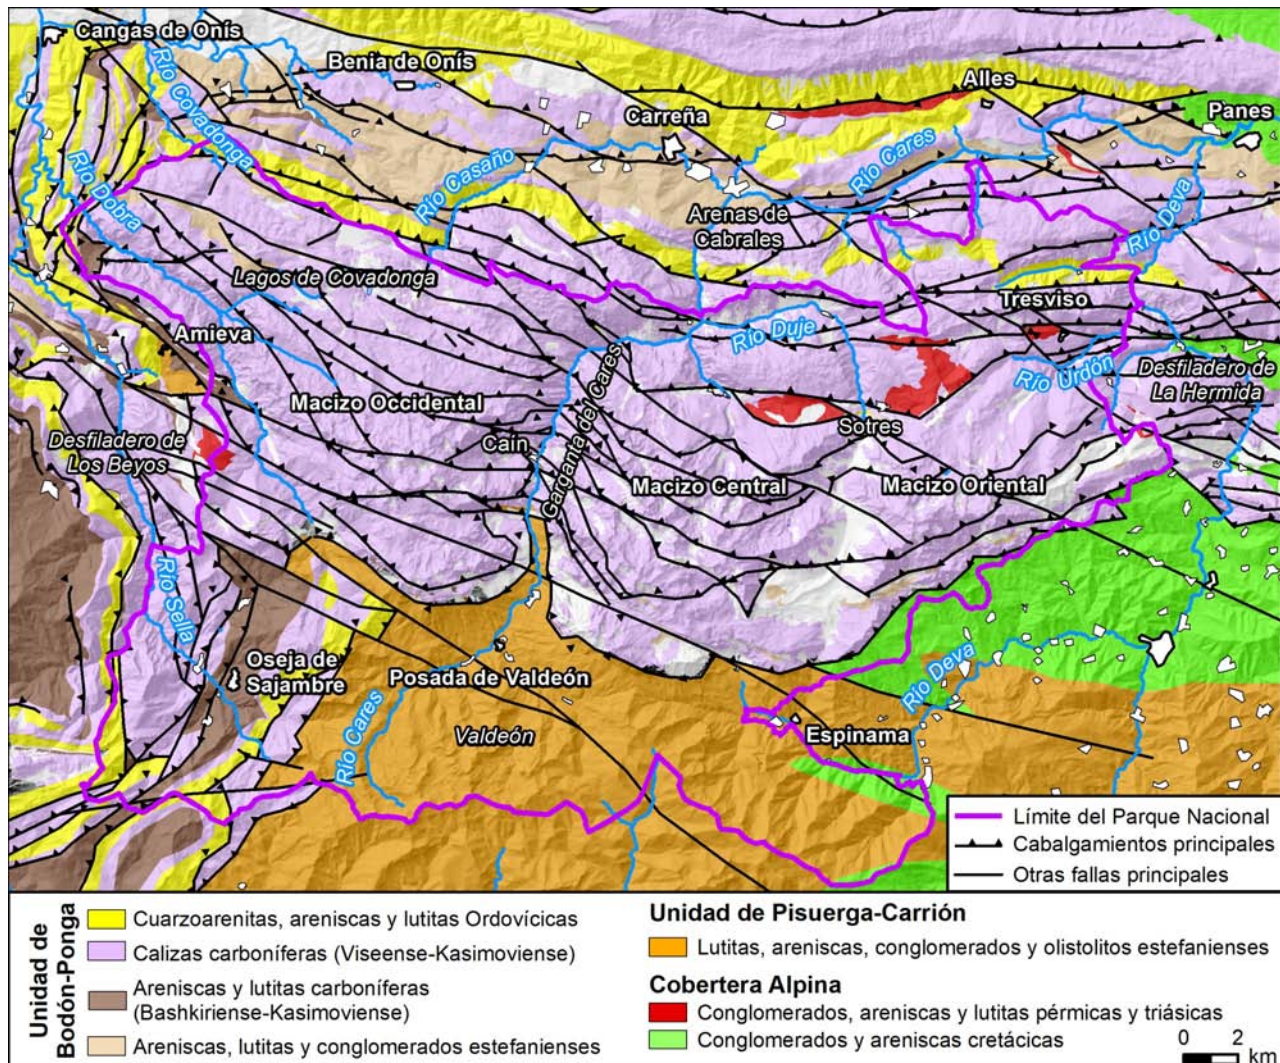 Cangas de Onís
Río Covadonga
Benia de Onís
Alles
Panes
Carreña
Río Cares
Río Casaño
Río Dobra
Río Deva
Arenas de
Cabrales
Lagos de Covadonga
Tresviso
Amieva
Río Duje
Río Urdón
Desfiladero de
La Hermida
Macizo Occidental
Garganta del Cares
Sotres
Desfiladero de
Los Beyos
Caín
Macizo Central
Macizo Oriental
Río Sella
Oseja de
Sajambre
Posada de Valdeón
Río Deva
Río Cares
Valdeón
Espinama
Límite del Parque Nacional
Cabalgamientos principales
Otras fallas principales
Unidad de
Bodón-Ponga
Cuarzoarenitas, areniscas y lutitas Ordovícicas
Calizas carboníferas (Viseense-Kasimoviense)
Areniscas y lutitas carboníferas
(Bashkiriense-Kasimoviense)
Areniscas, lutitas y conglomerados estefanienses
Unidad de Pisuerga-Carrión
Lutitas, areniscas, conglomerados y olistolitos estefanienses
Cobertera Alpina
Conglomerados, areniscas y lutitas pérmicas y triásicas
Conglomerados y areniscas cretácicas
0 2
km